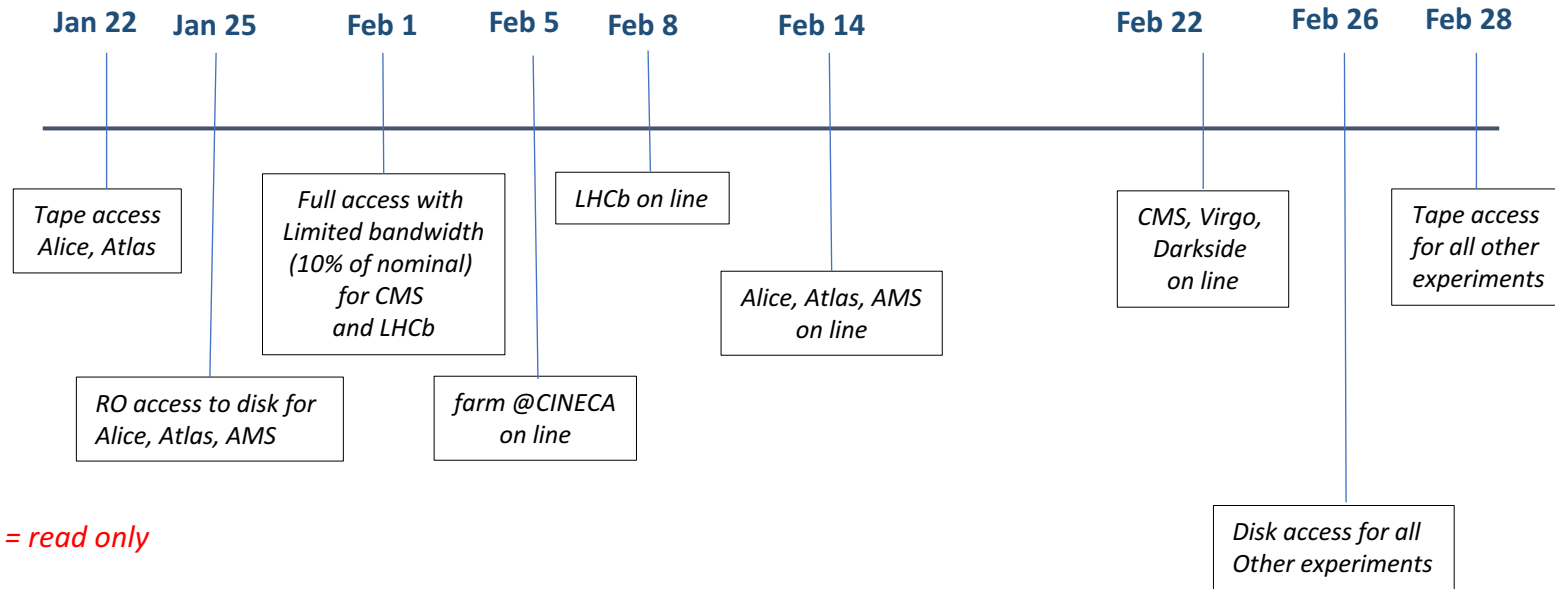 Jan 22
Jan 25
Feb 1
Feb 5
Feb 8
Feb 14
Feb 22
Feb 26
Feb 28
Tape access
Alice, Atlas
RO access to disk for
Alice, Atlas, AMS
Full access with
Limited bandwidth
(10% of nominal)
for CMS
and LHCb
farm @CINECA
on line
LHCb on line
Alice, Atlas, AMS
on line
CMS, Virgo,
Darkside
on line
Disk access for all
Other experiments
Tape access
for all other
experiments
= read only